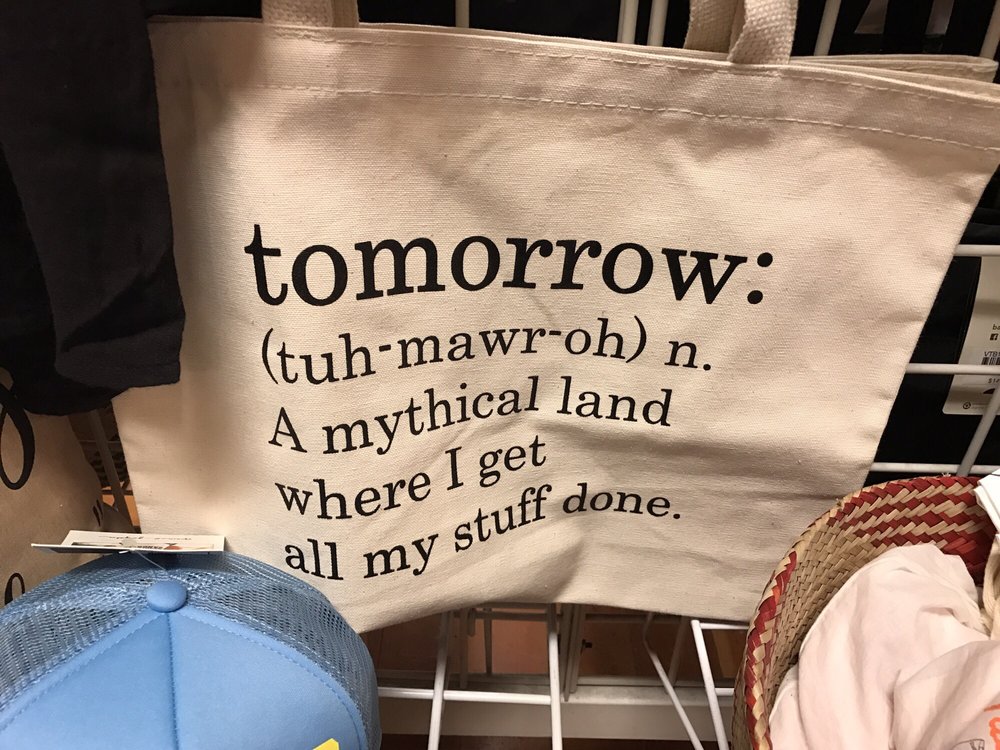 tomorrow:
(tuh-mawr-oh) n.
A mythical land
where I get
all my stuff done.